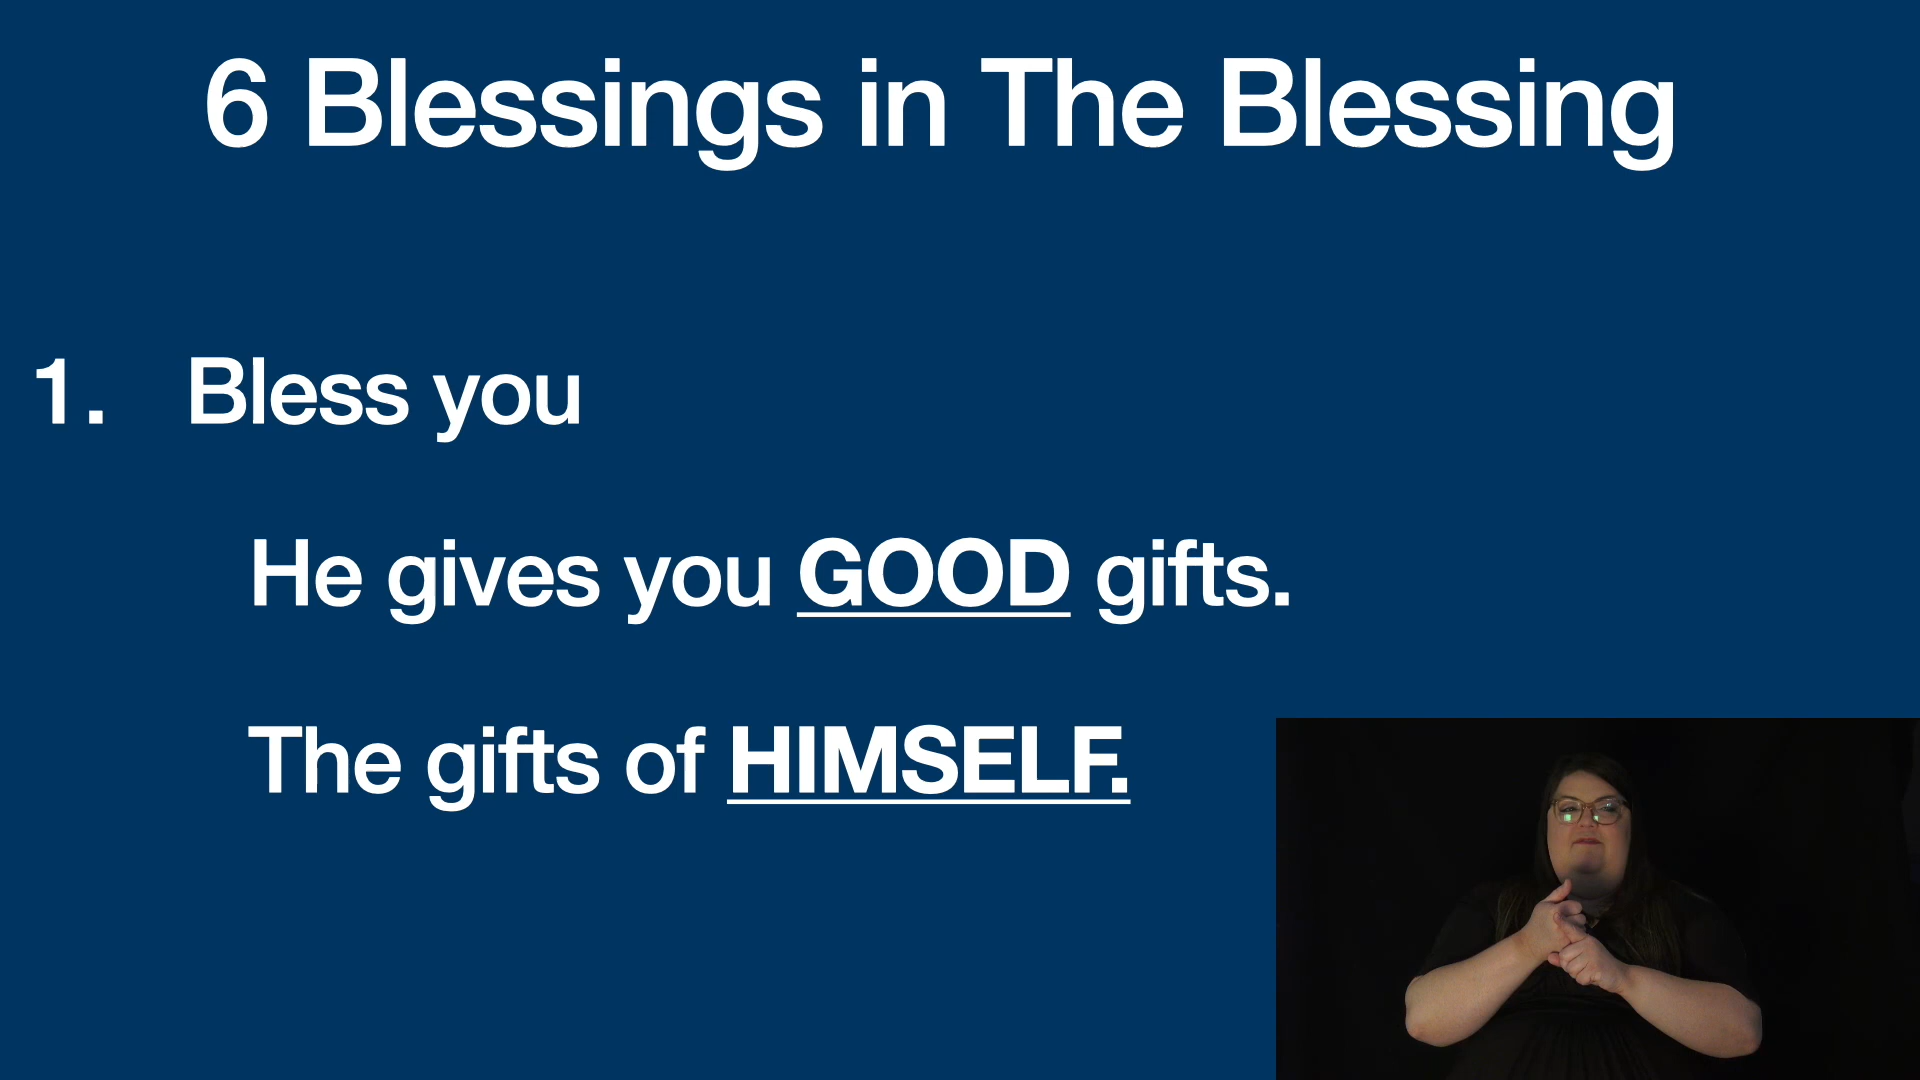 6 Blessings in The Blessing
1. Bless you
He gives you GOOD gifts.
The gifts of HIMSELF.